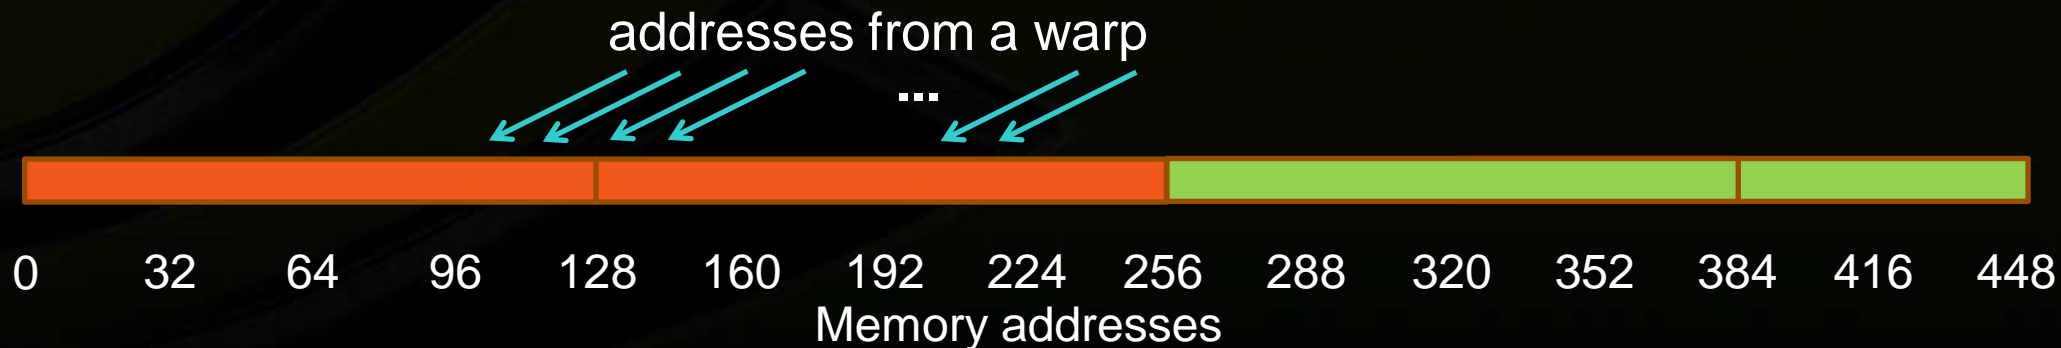 addresses from a warp
...
0 32 64 96 128 160 192 224 256 288 320 352 384 416 448
Memory addresses